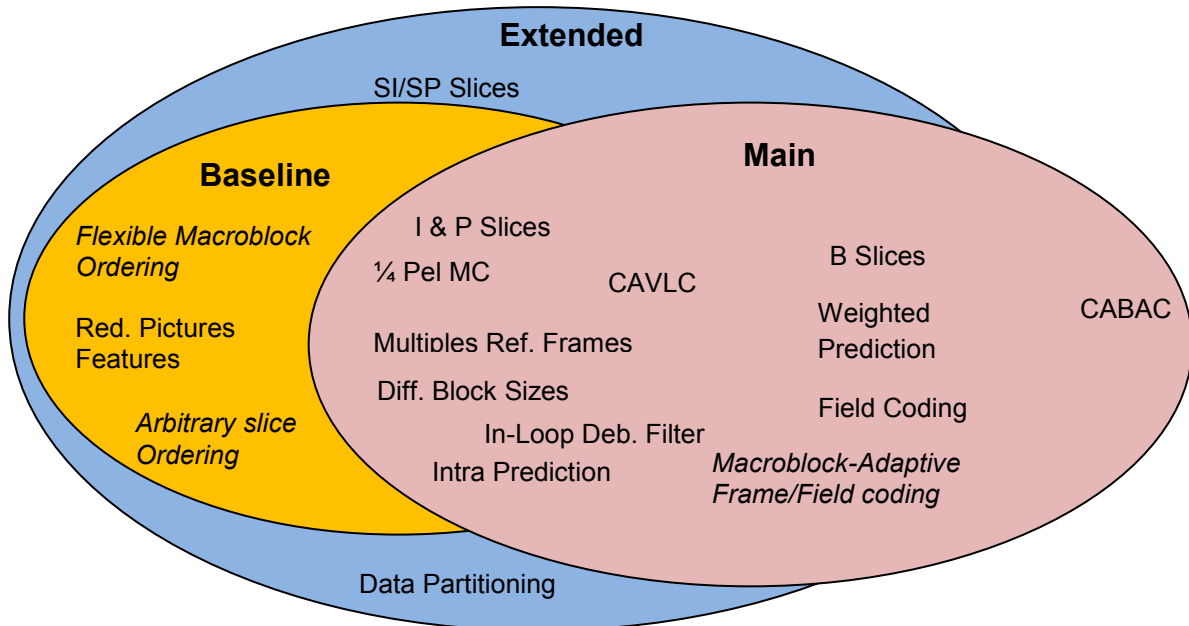 Extended
SI/SP Slices
Baseline
Flexible Macroblock
Ordering
Red. Pictures
Features
Arbitrary slice
Ordering
Main
I & P Slices
¼ Pel MC
CAVLC
Multiples Ref. Frames
Diff. Block Sizes
In-Loop Deb. Filter
Intra Prediction
B Slices
Weighted
Prediction
Field Coding
Macroblock-Adaptive
Frame/Field coding
CABAC
Data Partitioning